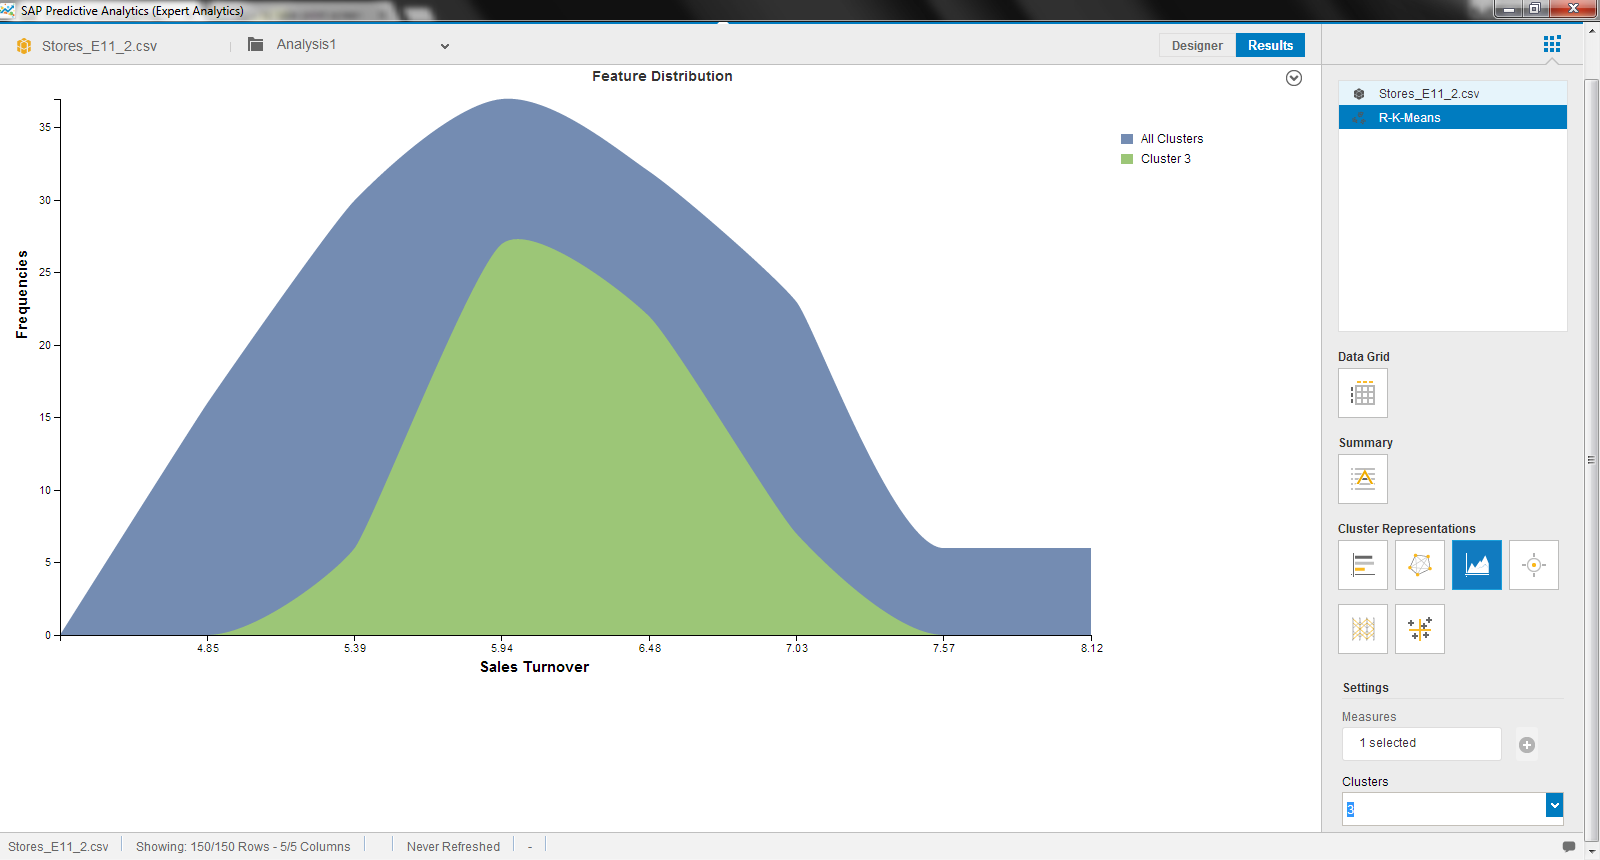 SAP Predictive Analytics (Expert Analytics)
Stores_E11_2.csv
Analysis1
Designer
Results
Feature Distribution
All Clusters
Cluster 3
Frequencies
35
30
25
20
15
10
5
0
4.85 5.39 5.94 6.48 7.03 7.57 8.12
Sales Turnover
Stores_E11_2.csv
R-K-Means
Data Grid
Summary
Cluster Representations
Settings
Measures
1 selected
Clusters
3
Stores_E11_2.csv
Showing: 150/150 Rows - 5/5 Columns
Never Refreshed
-